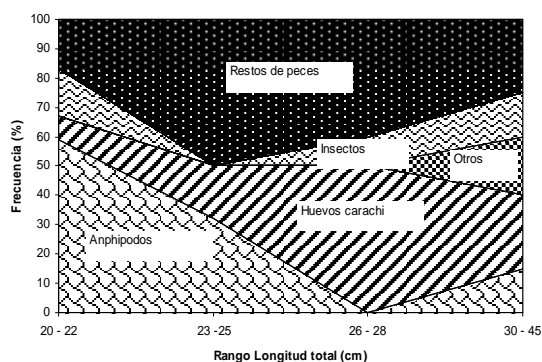 100
90
80
70
60
50
40
30
20
10
0
Frecuencia (%)
Restos de peces
Insectos
Otros
Huevos carachi
Anphipodos
20 - 22
23 -25
26 - 28
30 - 45
Rango Longitud total (cm)